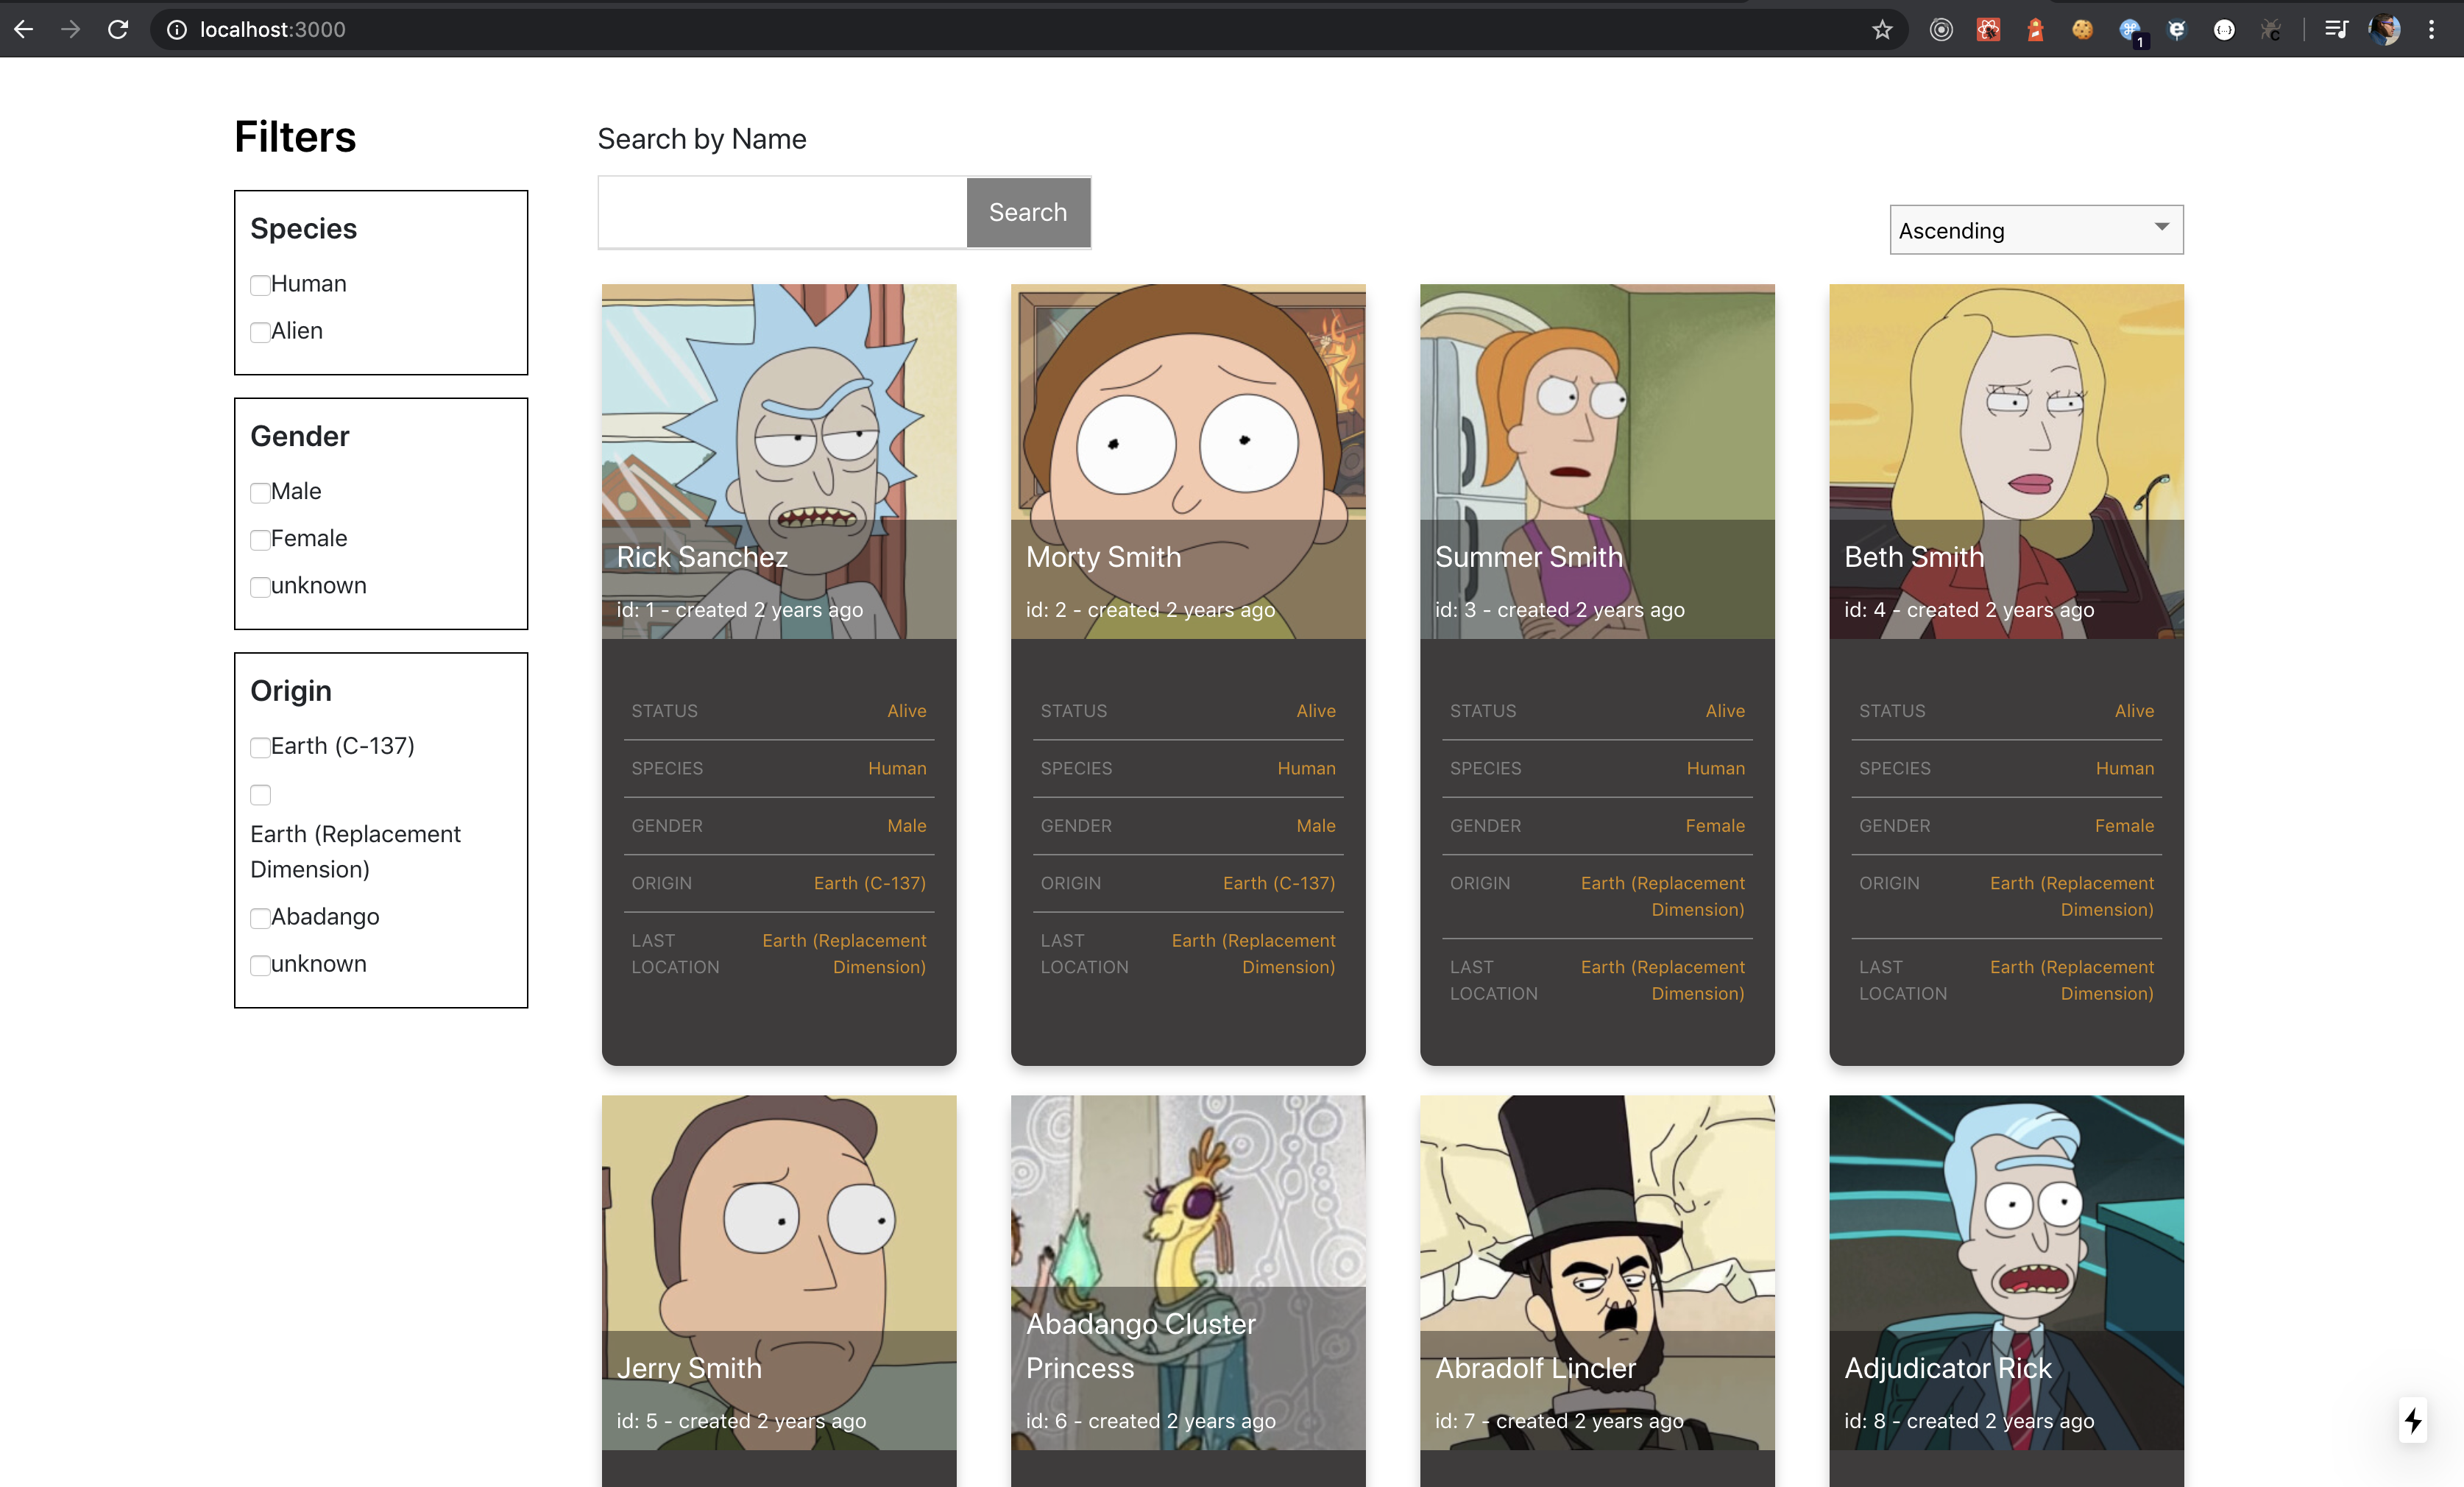 localhost:3000
1
Filters
Species
Human
Alien
Gender
Male
Female
unknown
Origin
Earth (C-137)
Earth (Replacement
Dimension)
Abadango
unknown
Search by Name
Search
Ascending
Rick Sanchez
id: 1 - created 2 years ago
STATUS Alive
SPECIES Human
GENDER Male
ORIGIN Earth (C-137)
LAST Earth (Replacement
LOCATION Dimension)
Morty Smith
id: 2 - created 2 years ago
STATUS Alive
SPECIES Human
GENDER Male
ORIGIN Earth (C-137)
LAST Earth (Replacement
LOCATION Dimension)
Summer Smith
id: 3 - created 2 years ago
STATUS Alive
SPECIES Human
GENDER Female
ORIGIN Earth (Replacement
Dimension)
LAST Earth (Replacement
LOCATION Dimension)
Beth Smith
id: 4 - created 2 years ago
STATUS Alive
SPECIES Human
GENDER Female
ORIGIN Earth (Replacement
Dimension)
LAST Earth (Replacement
LOCATION Dimension)
Jerry Smith
id: 5 - created 2 years ago
Abadango Cluster
Princess
id: 6 - created 2 years ago
Abradolf Lincler
id: 7 - created 2 years ago
Adjudicator Rick
id: 8 - created 2 years ago